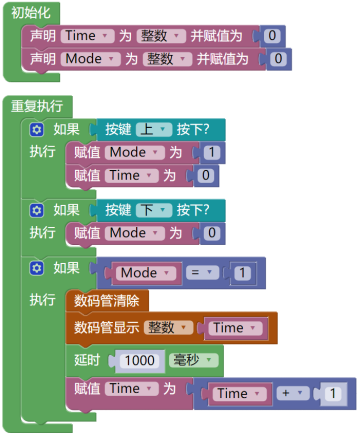 初始化
声明 Time 为 整数 并赋值为 0
声明 Mode 为 整数 并赋值为 0
重复执行
如果 按键 上 按下?
执行 赋值 Mode 为 1
赋值 Time 为 0
如果 按键 下 按下?
执行 赋值 Mode 为 0
如果 Mode = 1
执行 数码管清除
数码管显示 整数 Time
延时 1000 毫秒
赋值 Time 为 Time + 1